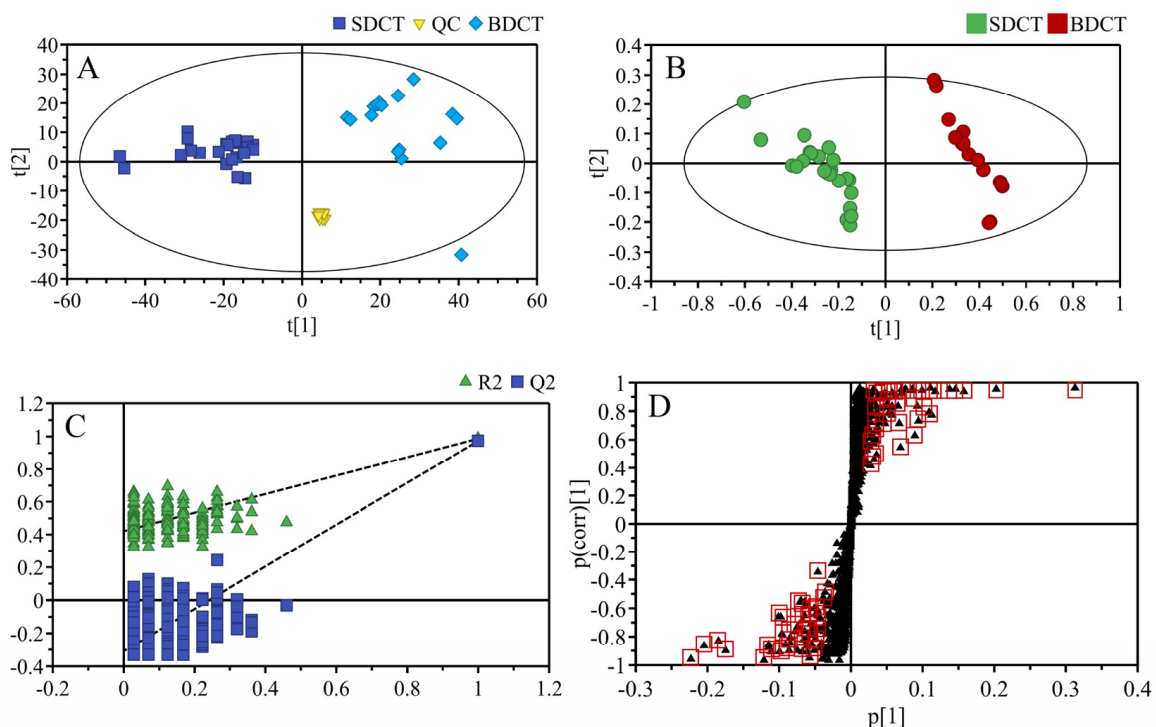 SDCT QC BDCT
A
40
30
20
10
0
-10
-20
-30
-40
t[2]
-60 -40 -20 0 20 40 60
t[1]
SDCT BDCT
B
0.4
0.3
0.2
0.1
0
-0.1
-0.2
-0.3
-0.4
t[2]
-1 -0.8 -0.6 -0.4 -0.2 0 0.2 0.4 0.6 0.8 1
t[1]
R2 Q2
C
1.2
1
0.8
0.6
0.4
0.2
0
-0.2
-0.4
-0.2 0 0.2 0.4 0.6 0.8 1 1.2
D
1
0.8
0.6
0.4
0.2
0
-0.2
-0.4
-0.6
-0.8
-1
p(corr)[1]
-0.3 -0.2 -0.1 0 0.1 0.2 0.3 0.4
p[1]